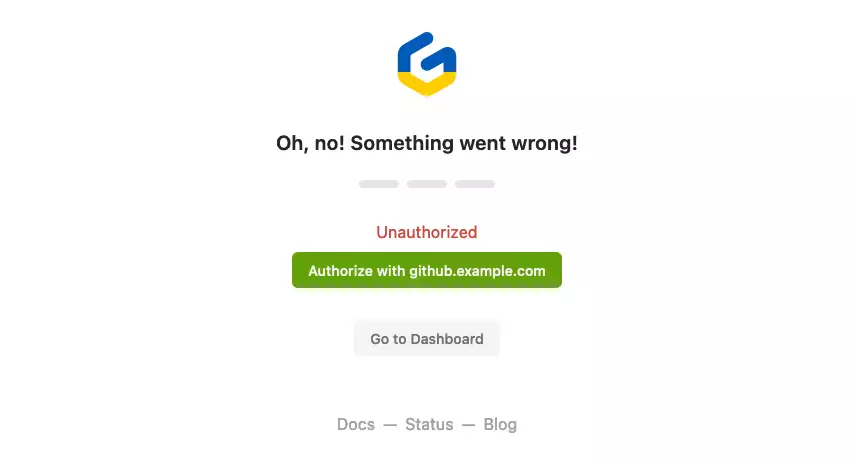 Oh, no! Something went wrong!
Unauthorized
Authorize with github.example.com
Go to Dashboard
Docs — Status — Blog